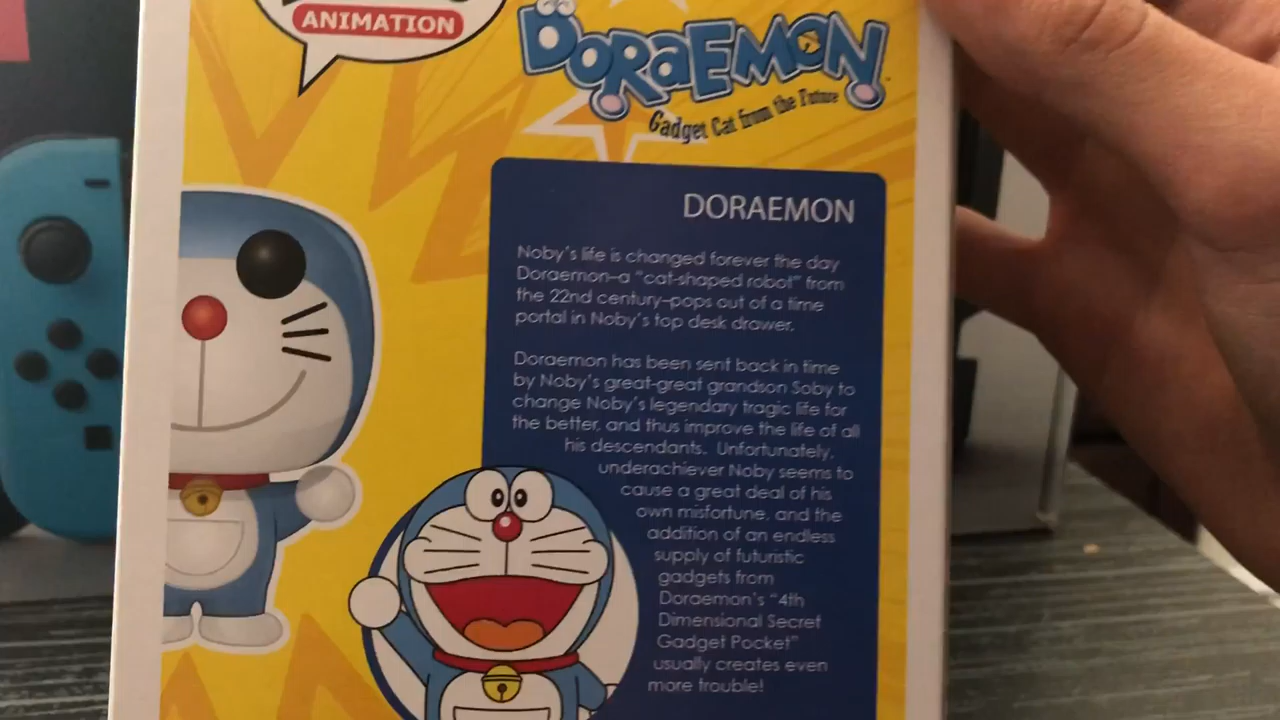 ANIMATION
DORAEMON
Gadget Cat from the Future
DORAEMON
Noby's life is changed forever the day
Doraemon–a "cat-shaped robot" from
the 22nd century–pops out of a time
portal in Noby's top desk drawer.
Doraemon has been sent back in time
by Noby's great-great grandson Soby to
change Noby's legendary tragic life for
the better, and thus improve the life of all
his descendants. Unfortunately,
underachiever Noby seems to
cause a great deal of his
own misfortune, and the
addition of an endless
supply of futuristic
gadgets from
Doraemon's "4th
Dimensional Secret
Gadget Pocket"
usually creates even
more trouble!